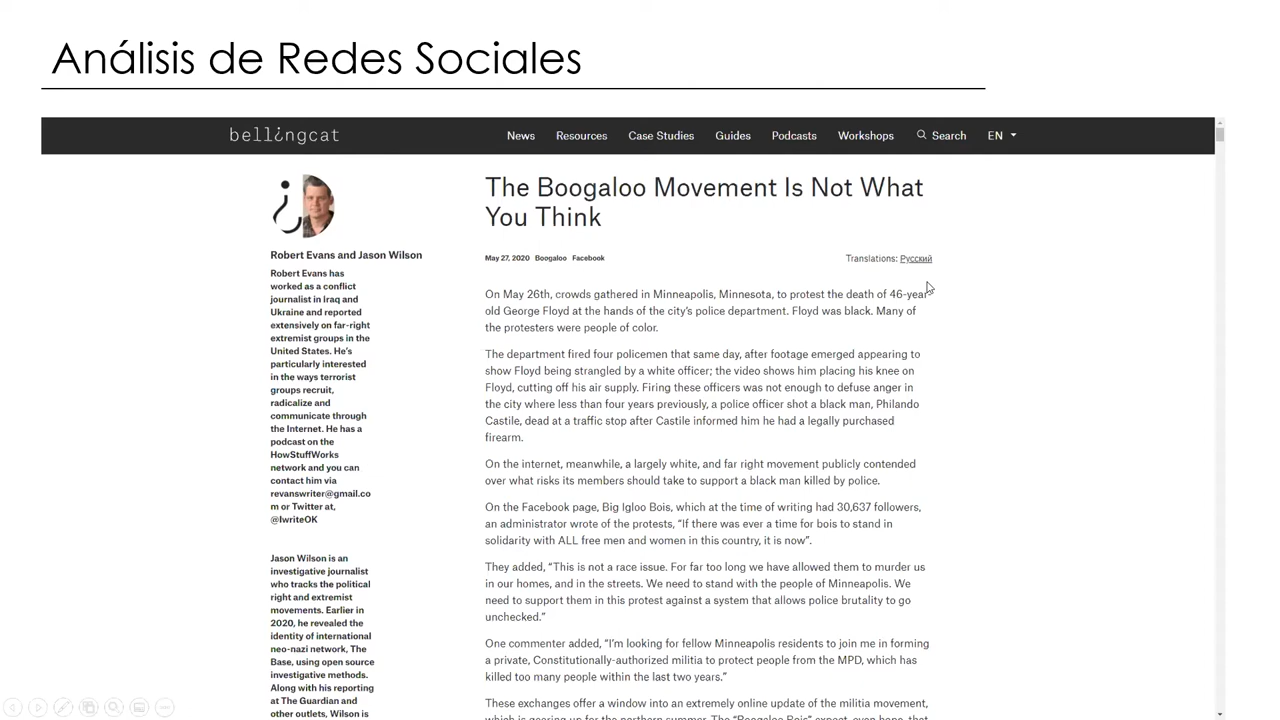 Análisis de Redes Sociales
bell¿ngcat
News Resources Case Studies Guides Podcasts Workshops Search EN
The Boogaloo Movement Is Not What
You Think
Robert Evans and Jason Wilson
Robert Evans has
worked as a conflict
journalist in Iraq and
Ukraine and reported
extensively on far-right
extremist groups in the
United States. He's
particularly interested
in the ways terrorist
groups recruit,
radicalize and
communicate through
the Internet. He has a
podcast on the
HowStuffWorks
network and you can
contact him via
revanswriter@gmail.co
m or Twitter at,
@IwriteOK
Jason Wilson is an
investigative journalist
who tracks the political
right and extremist
movements. Earlier in
2020, he revealed the
identity of international
neo-nazi network, The
Base, using open source
investigative methods.
Along with his reporting
at The Guardian and
other outlets, Wilson is
May 27, 2020 Boogaloo Facebook
Translations: Русский
On May 26th, crowds gathered in Minneapolis, Minnesota, to protest the death of 46-year
old George Floyd at the hands of the city's police department. Floyd was black. Many of
the protesters were people of color.
The department fired four policemen that same day, after footage emerged appearing to
show Floyd being strangled by a white officer; the video shows him placing his knee on
Floyd, cutting off his air supply. Firing these officers was not enough to defuse anger in
the city where less than four years previously, a police officer shot a black man, Philando
Castile, dead at a traffic stop after Castile informed him he had a legally purchased
firearm.
On the internet, meanwhile, a largely white, and far right movement publicly contended
over what risks its members should take to support a black man killed by police.
On the Facebook page, Big Igloo Bois, which at the time of writing had 30,637 followers,
an administrator wrote of the protests, “If there was ever a time for bois to stand in
solidarity with ALL free men and women in this country, it is now”.
They added, “This is not a race issue. For far too long we have allowed them to murder us
in our homes, and in the streets. We need to stand with the people of Minneapolis. We
need to support them in this protest against a system that allows police brutality to go
unchecked.”
One commenter added, “I'm looking for fellow Minneapolis residents to join me in forming
a private, Constitutionally-authorized militia to protect people from the MPD, which has
killed too many people within the last two years.”
These exchanges offer a window into an extremely online update of the militia movement,
which is gearing up for the northern summer. The “Boogaloo Bois” expect, even hope, that